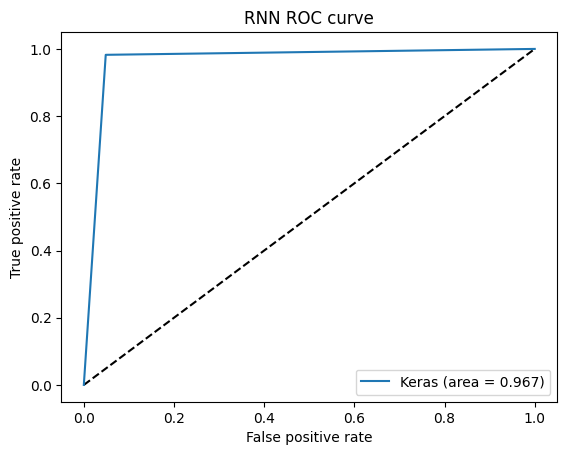 RNN ROC curve
True positive rate
1.0
0.8
0.6
0.4
0.2
0.0
Keras (area = 0.967)
0.0 0.2 0.4 0.6 0.8 1.0
False positive rate